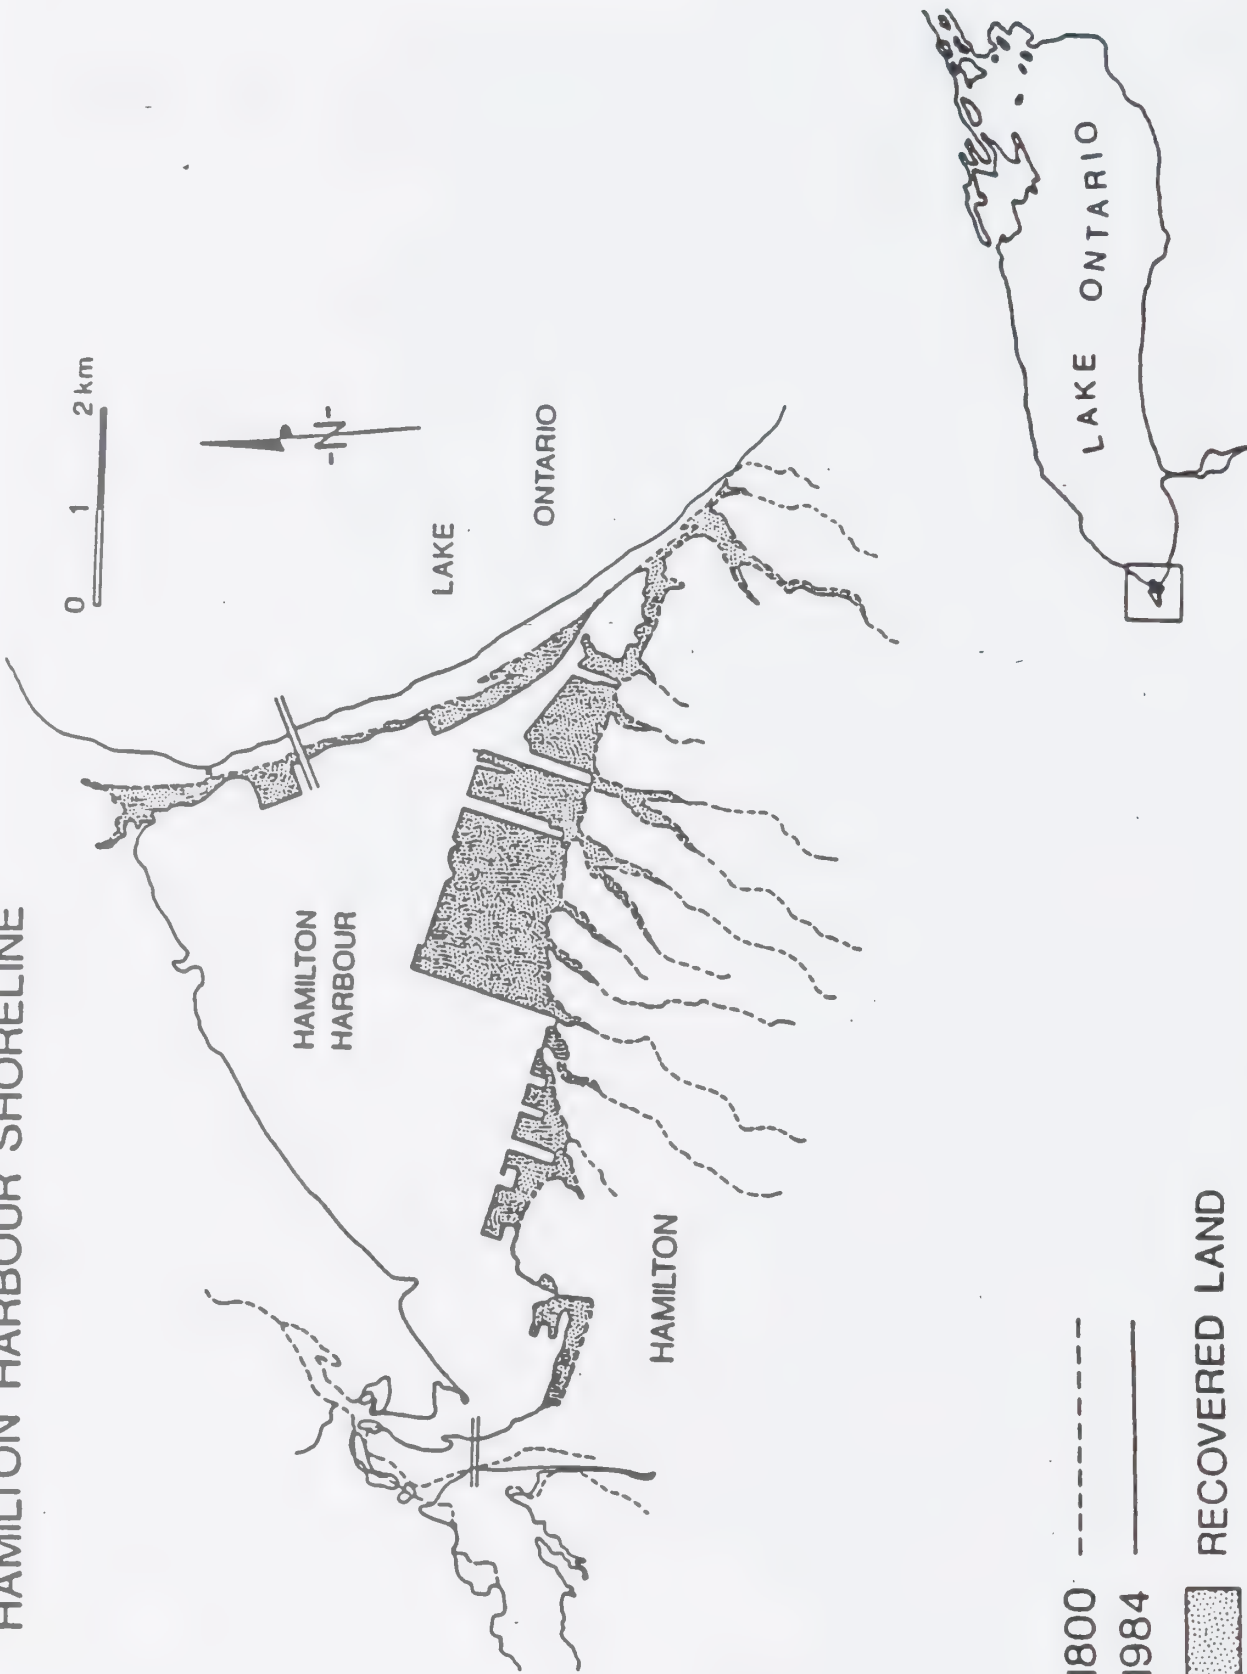 HAMILTON HARBOUR SHORELINE
0 1 2 km
-N-
LAKE
ONTARIO
HAMILTON
HARBOUR
HAMILTON
1800
1984
RECOVERED LAND
LAKE ONTARIO